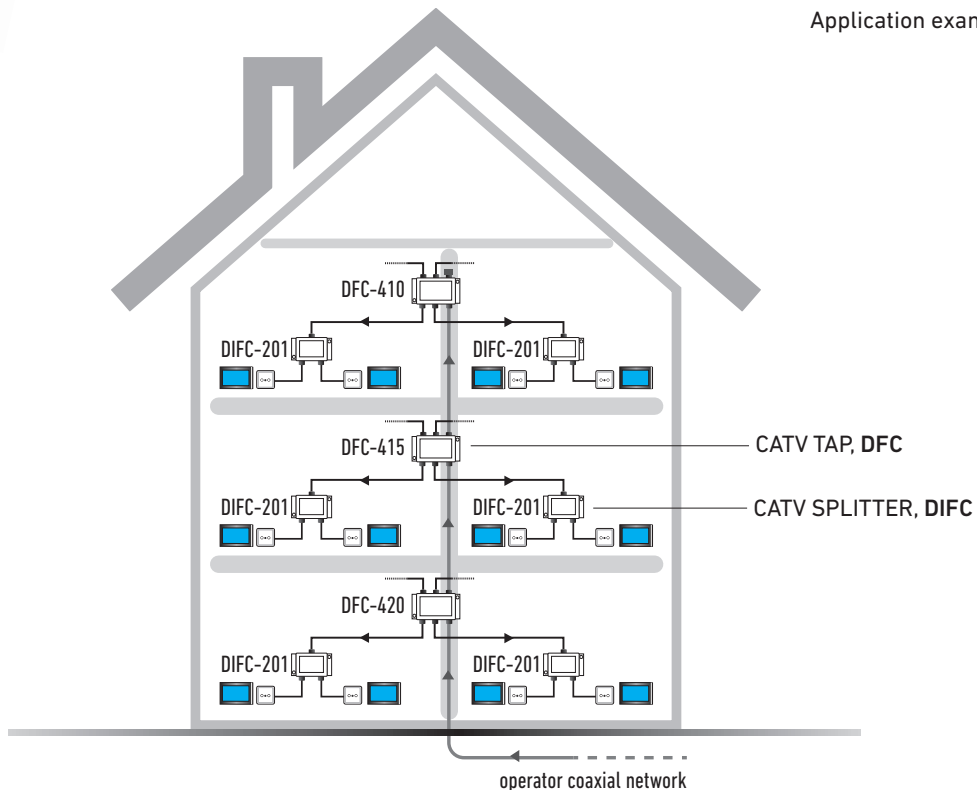 Application exan
DFC-410
DIFC-201
DIFC-201
DFC-415
CATV TAP, DFC
DIFC-201
DIFC-201
CATV SPLITTER, DIFC
DFC-420
DIFC-201
DIFC-201
operator coaxial network